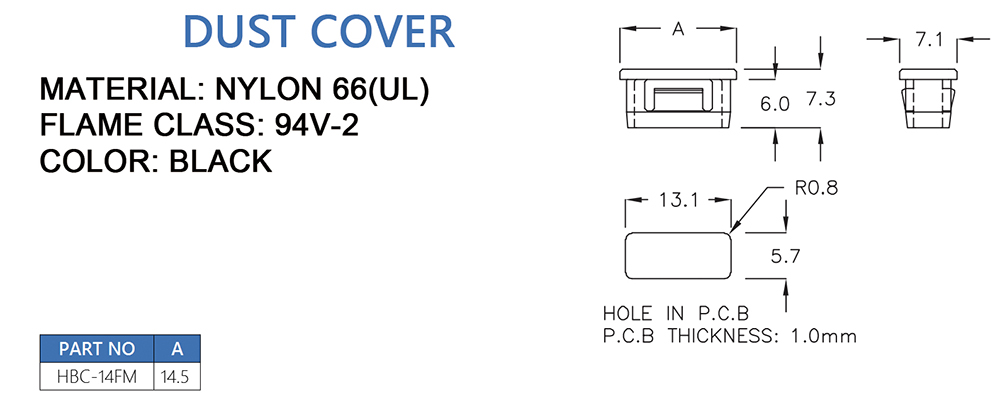 DUST COVER
MATERIAL: NYLON 66(UL)
FLAME CLASS: 94V-2
COLOR: BLACK
A
6.0
7.3
7.1
13.1
R0.8
5.7
HOLE IN P.C.B
P.C.B THICKNESS: 1.0mm
PART NO A
HBC-14FM 14.5